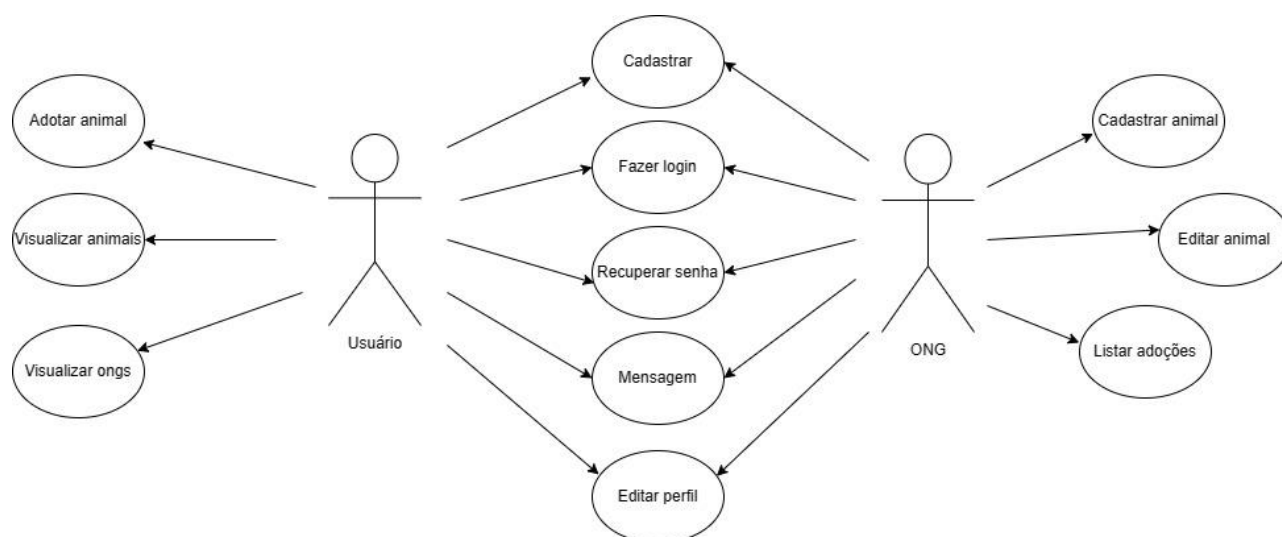 Cadastrar
Adotar animal
Cadastrar animal
Fazer login
Visualizar animais
Editar animal
Recuperar senha
Usuário
ONG
Listar adoções
Visualizar ongs
Mensagem
Editar perfil